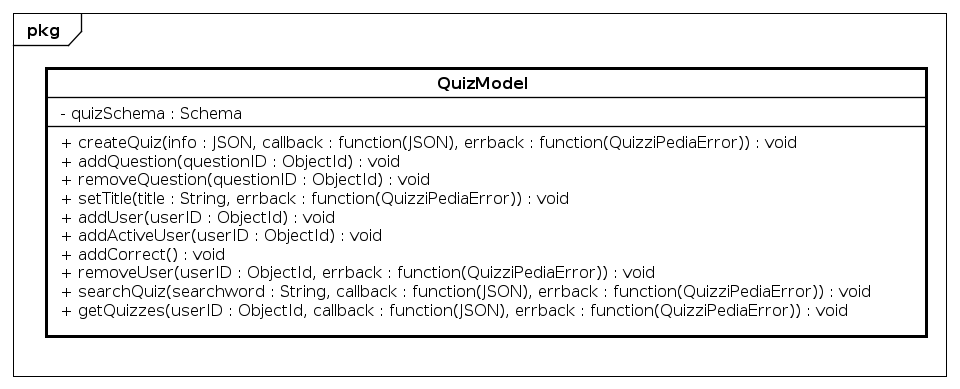 pkg
QuizModel
- quizSchema : Schema
+ createQuiz(info : JSON, callback : function(JSON), errback : function(QuizziPediaError)) : void
+ addQuestion(questionID : ObjectId) : void
+ removeQuestion(questionID : ObjectId) : void
+ setTitle(title : String, errback : function(QuizziPediaError)) : void
+ addUser(userID : ObjectId) : void
+ addActiveUser(userID : ObjectId) : void
+ addCorrect() : void
+ removeUser(userID : ObjectId, errback : function(QuizziPediaError)) : void
+ searchQuiz(searchword : String, callback : function(JSON), errback : function(QuizziPediaError)) : void
+ getQuizzes(userID : ObjectId, callback : function(JSON), errback : function(QuizziPediaError)) : void